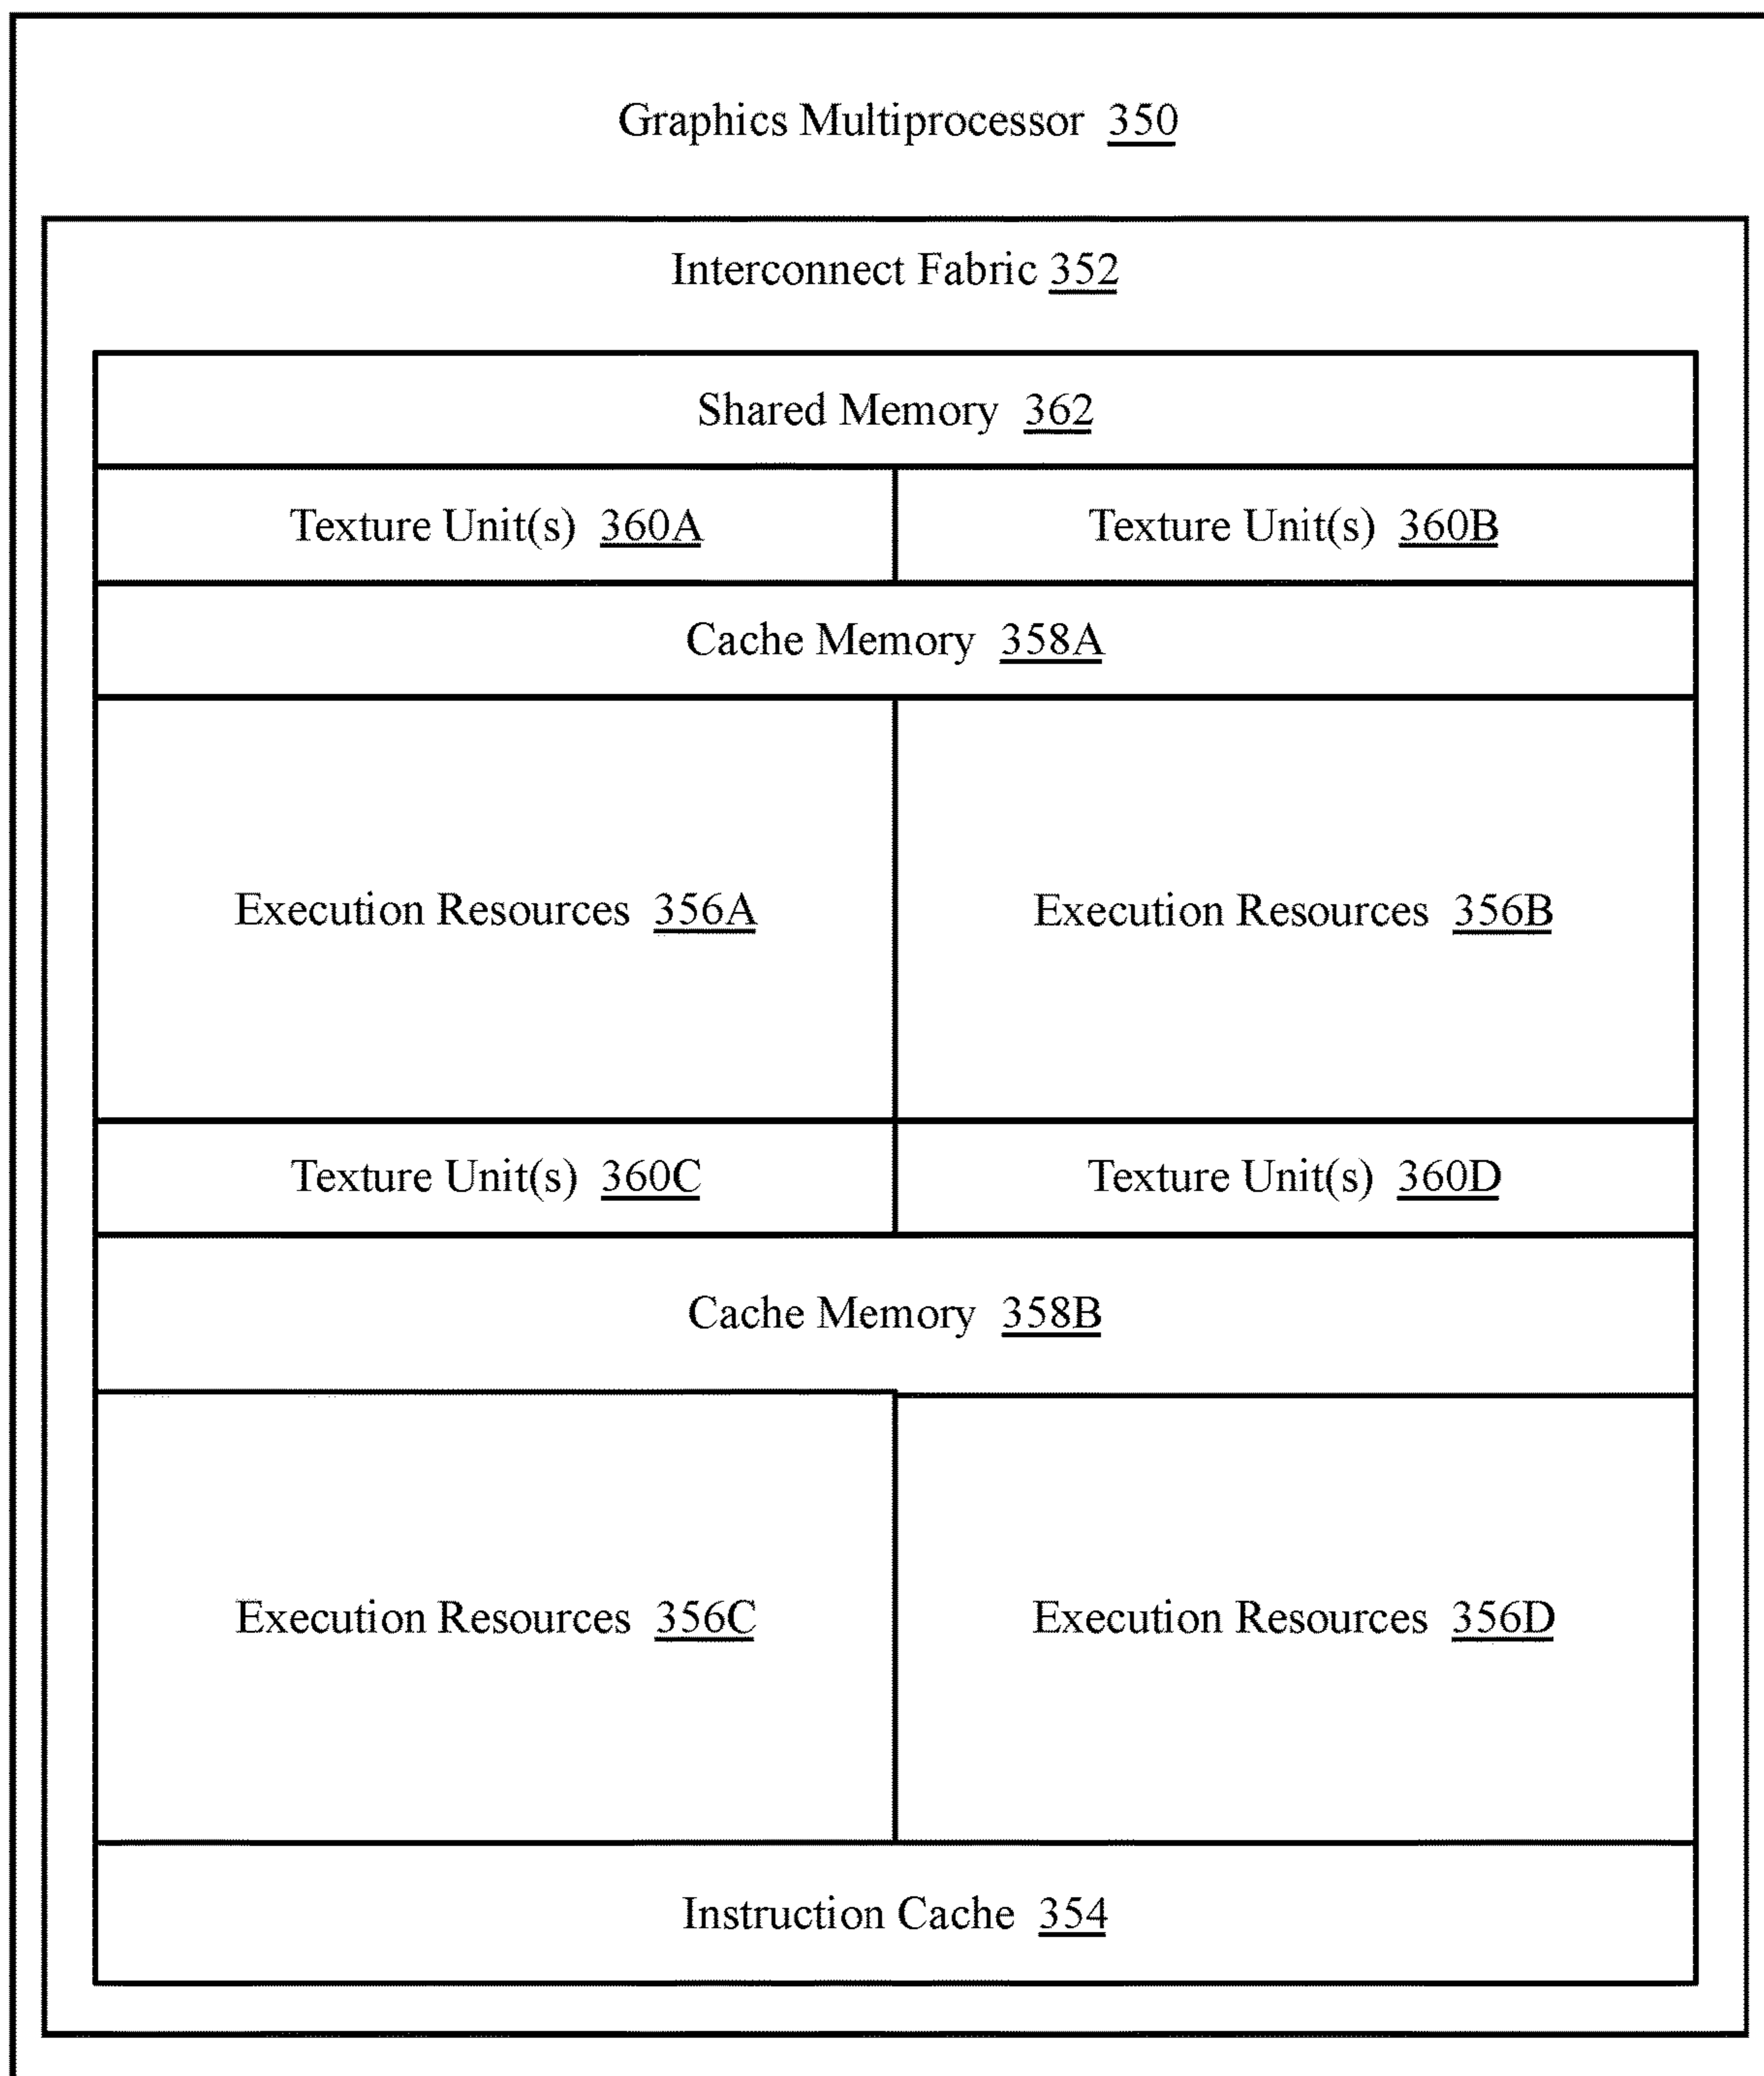 Graphics Multiprocessor 350
Interconnect Fabric 352
Shared Memory 362
Texture Unit(s) 360A
Texture Unit(s) 360B
Cache Memory 358A
Execution Resources 356A
Execution Resources 356B
Texture Unit(s) 360C
Texture Unit(s) 360D
Cache Memory 358B
Execution Resources 356C
Execution Resources 356D
Instruction Cache 354